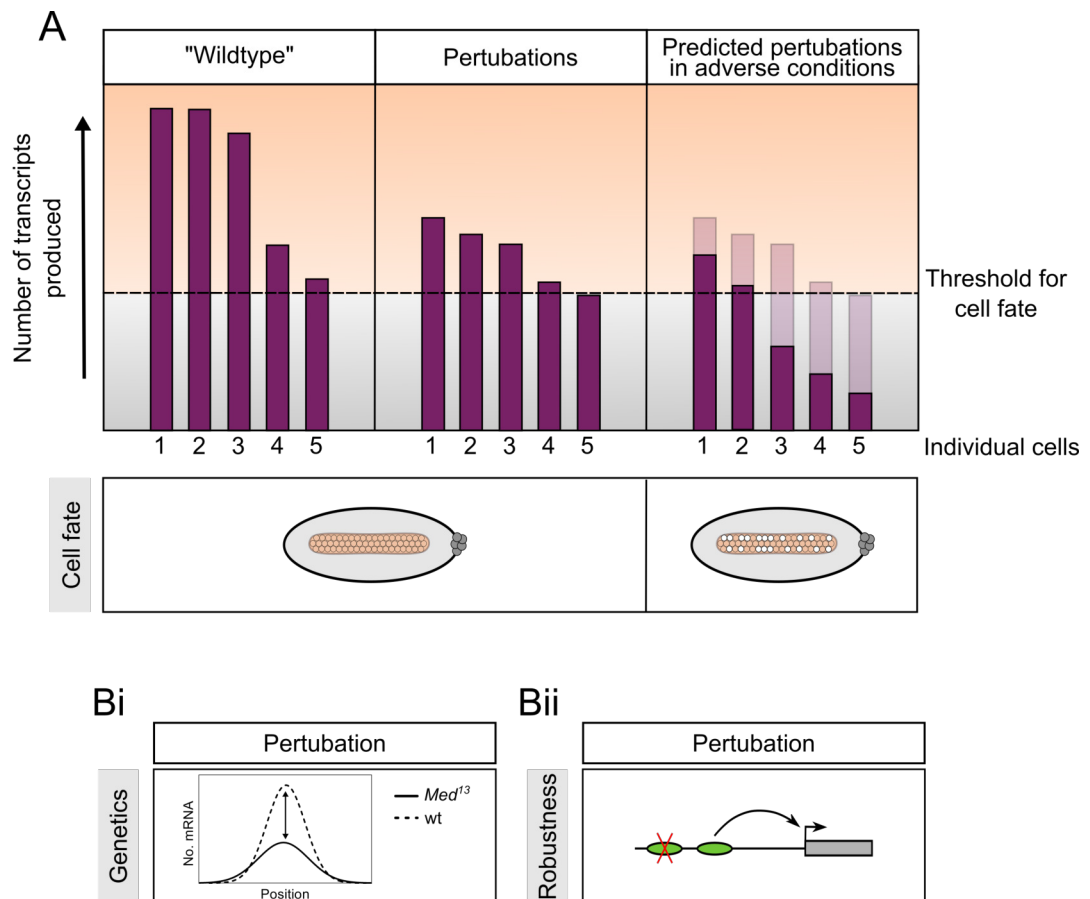 A
"Wildtype"
Pertubations
Predicted pertubations
in adverse conditions
Number of transcripts
produced
Threshold for
cell fate
1 2 3 4 5
1 2 3 4 5
1 2 3 4 5
Individual cells
Cell fate
Bi
Pertubation
Genetics
No. mRNA
Position
Med¹³
wt
Bii
Pertubation
Robustness